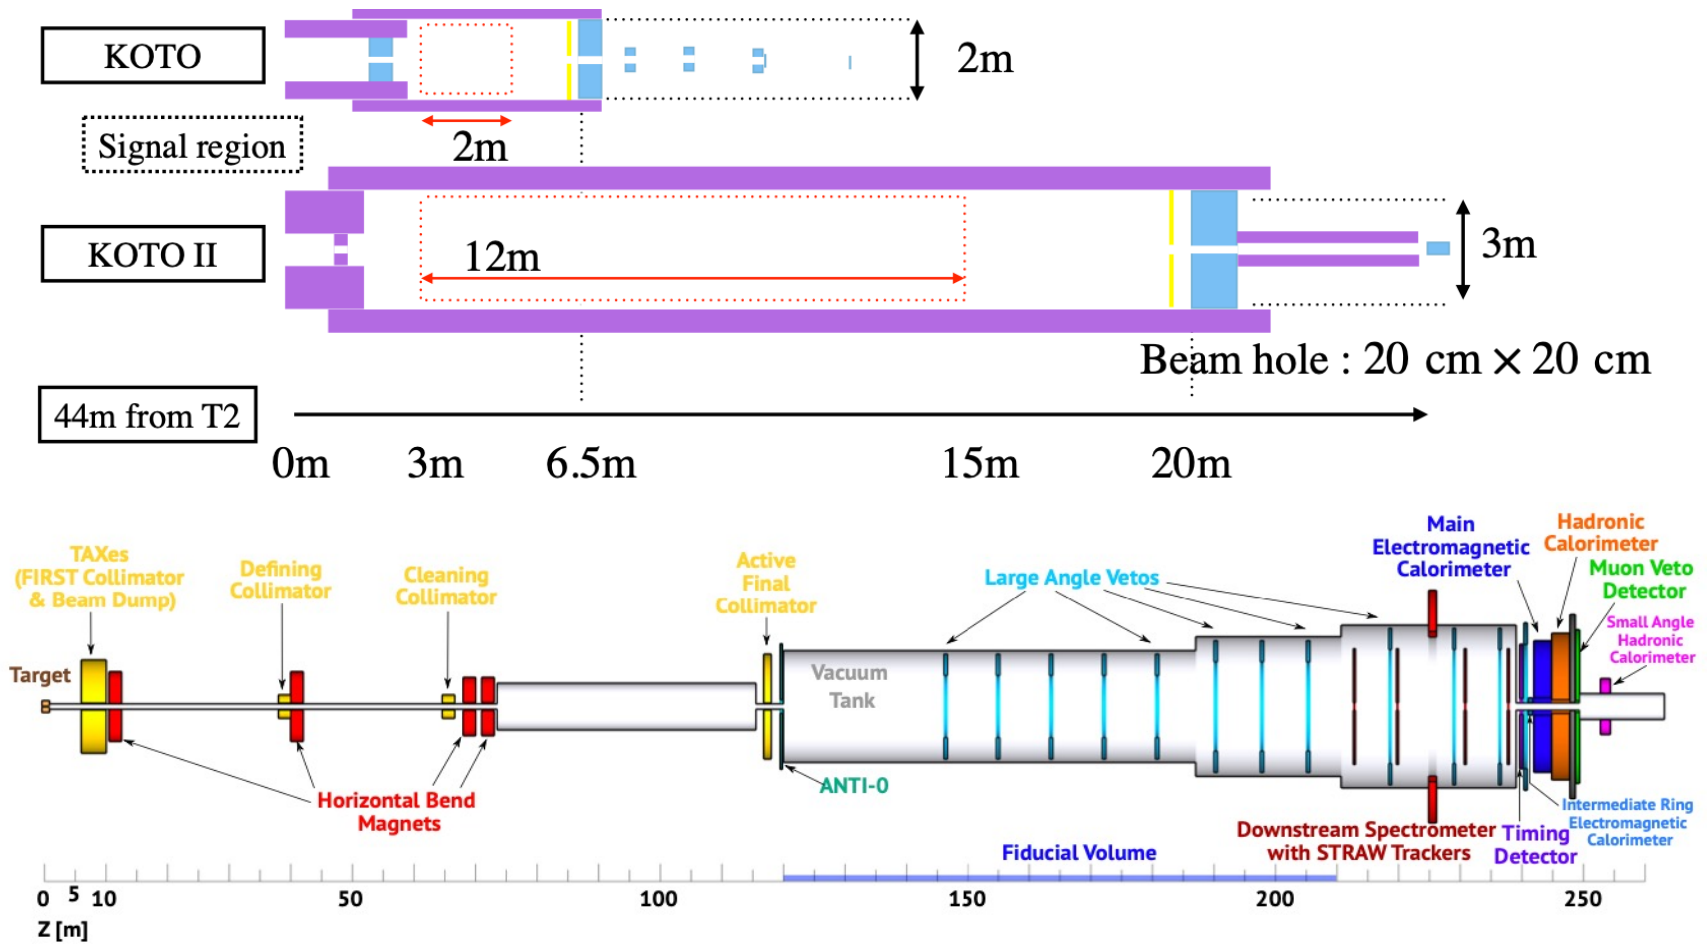 KOTO
2m
Signal region
2m
KOTO II
12m
3m
Beam hole : 20 cm × 20 cm
44m from T2
0m 3m 6.5m 15m 20m
TAXes
(FIRST Collimator
& Beam Dump)
Defining
Collimator
Cleaning
Collimator
Active
Final
Collimator
Large Angle Vetos
Main
Electromagnetic
Calorimeter
Hadronic
Calorimeter
Muon Veto
Detector
Small Angle
Hadronic
Calorimeter
Target
Vacuum
Tank
ANTI-0
Horizontal Bend
Magnets
Fiducial Volume
Downstream Spectrometer
with STRAW Trackers
Timing
Detector
Intermediate Ring
Electromagnetic
Calorimeter
0 5 10 50 100 150 200 250
Z [m]